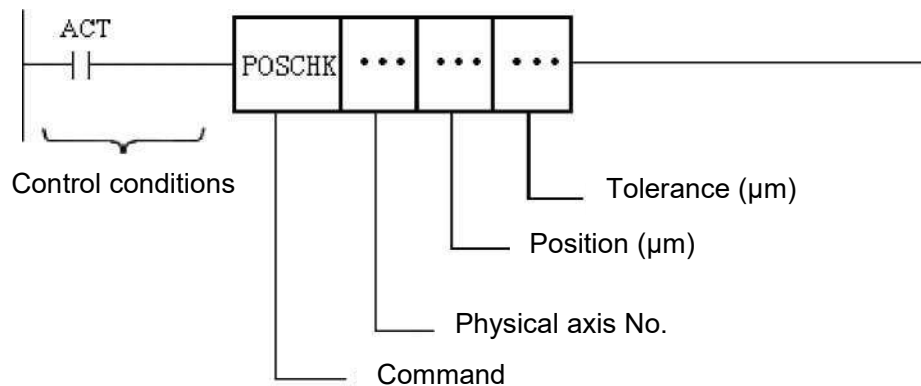 ACT
POSCHK ••• ••• •••
Control conditions
Tolerance (µm)
Position (µm)
Physical axis No.
Command